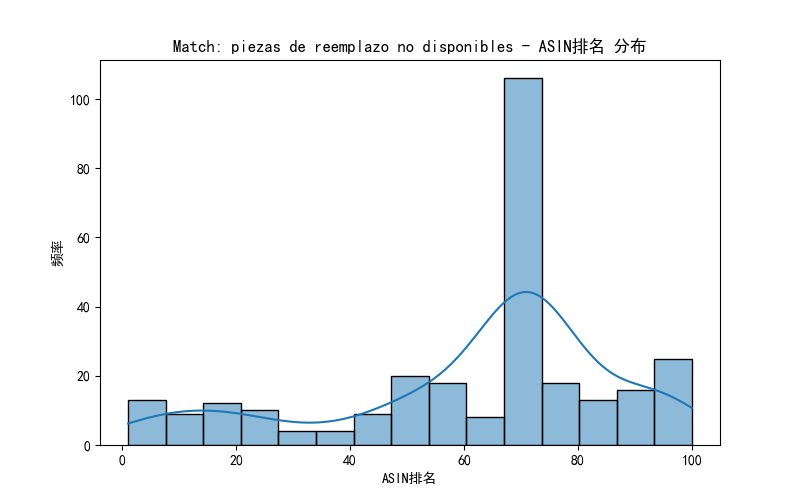 Match: piezas de reemplazo no disponibles - ASIN排名 分布
频率
100
80
60
40
20
0
0 20 40 60 80 100
ASIN排名